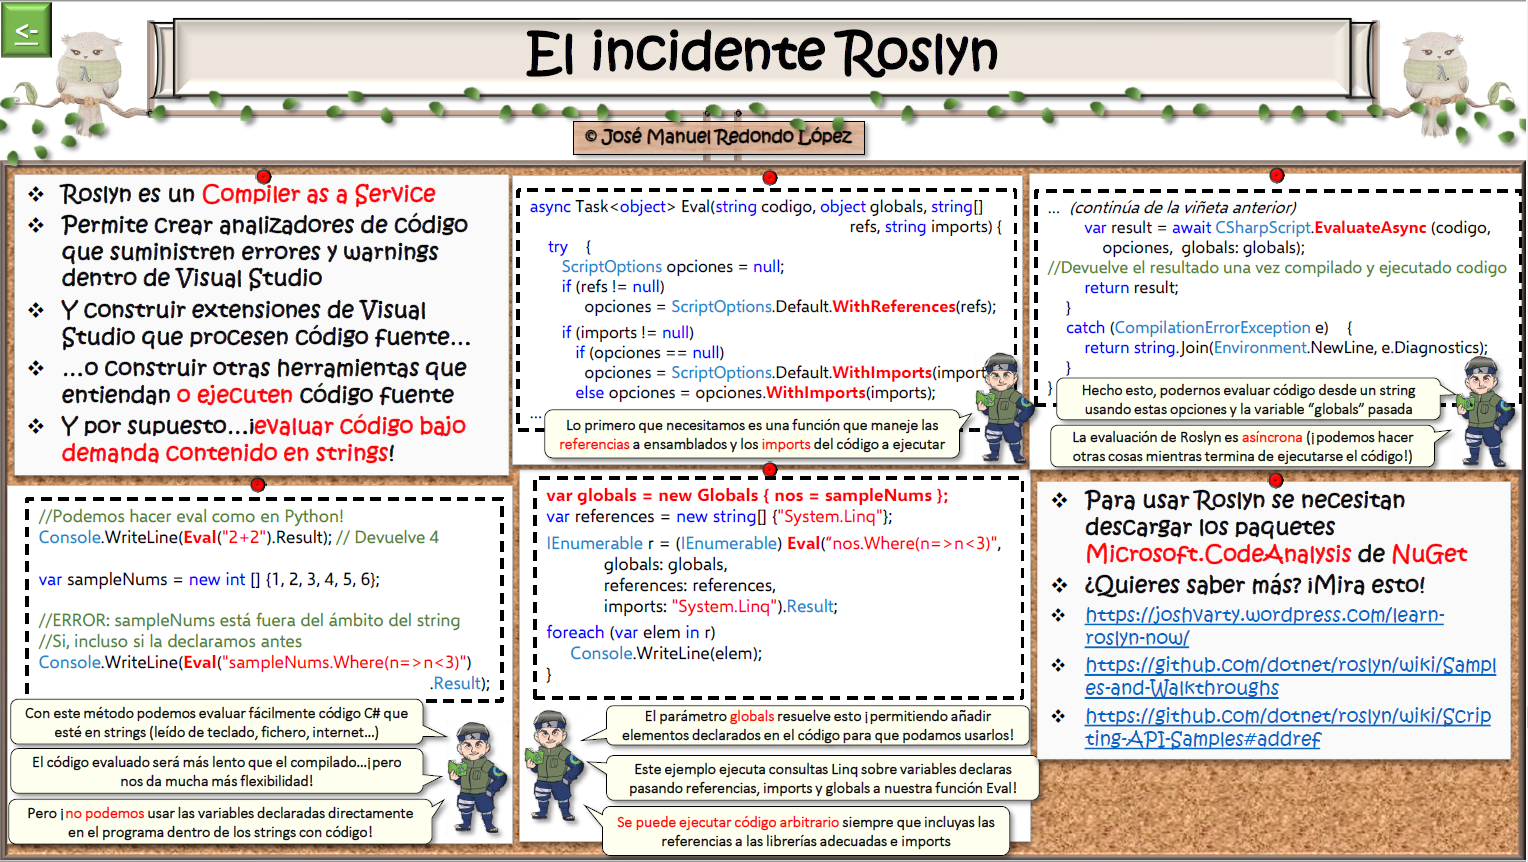 <-
El incidente Roslyn
© José Manuel Redondo López
❖ Roslyn es un Compiler as a Service
❖ Permite crear analizadores de código
que suministren errores y warnings
dentro de Visual Studio
❖ Y construir extensiones de Visual
Studio que procesen código fuente...
❖ ...o construir otras herramientas que
entiendan o ejecuten código fuente
❖ Y por supuesto...¡evaluar código bajo
demanda contenido en strings!
async Task<object> Eval(string codigo, object globals, string[]
refs, string imports) {
try {
ScriptOptions opciones = null;
if (refs != null)
opciones = ScriptOptions.Default.WithReferences(refs);
if (imports != null)
if (opciones == null)
opciones = ScriptOptions.Default.WithImports(import
else opciones = opciones.WithImports(imports);
...
Lo primero que necesitamos es una función que maneje las
referencias a ensamblados y los imports del código a ejecutar
... (continúa de la viñeta anterior)
var result = await CSharpScript.EvaluateAsync (codigo,
opciones, globals: globals);
//Devuelve el resultado una vez compilado y ejecutado codigo
return result;
}
catch (CompilationErrorException e) {
return string.Join(Environment.NewLine, e.Diagnostics);
}
}
Hecho esto, podernos evaluar código desde un string
usando estas opciones y la variable “globals” pasada
La evaluación de Roslyn es asíncrona (¡podemos hacer
otras cosas mientras termina de ejecutarse el código!)
//Podemos hacer eval como en Python!
Console.WriteLine(Eval("2+2").Result); // Devuelve 4
var sampleNums = new int [] {1, 2, 3, 4, 5, 6};
//ERROR: sampleNums está fuera del ámbito del string
//Si, incluso si la declaramos antes
Console.WriteLine(Eval("sampleNums.Where(n=>n<3)")
.Result);
Con este método podemos evaluar fácilmente código C# que
esté en strings (leído de teclado, fichero, internet...)
El código evaluado será más lento que el compilado...¡pero
nos da mucha más flexibilidad!
Pero ¡no podemos usar las variables declaradas directamente
en el programa dentro de los strings con código!
var globals = new Globals { nos = sampleNums };
var references = new string[] {"System.Linq"};
IEnumerable r = (IEnumerable) Eval(“nos.Where(n=>n<3)",
globals: globals,
references: references,
imports: "System.Linq").Result;
foreach (var elem in r)
Console.WriteLine(elem);
}
El parámetro globals resuelve esto ¡permitiendo añadir
elementos declarados en el código para que podamos usarlos!
Este ejemplo ejecuta consultas Linq sobre variables declaras
pasando referencias, imports y globals a nuestra función Eval!
Se puede ejecutar código arbitrario siempre que incluyas las
referencias a las librerías adecuadas e imports
❖ Para usar Roslyn se necesitan
descargar los paquetes
Microsoft.CodeAnalysis de NuGet
❖ ¿Quieres saber más? ¡Mira esto!
❖ https://joshvarty.wordpress.com/learn-
roslyn-now/
❖ https://github.com/dotnet/roslyn/wiki/Sampl
es-and-Walkthroughs
❖ https://github.com/dotnet/roslyn/wiki/Scrip
ting-API-Samples#addref